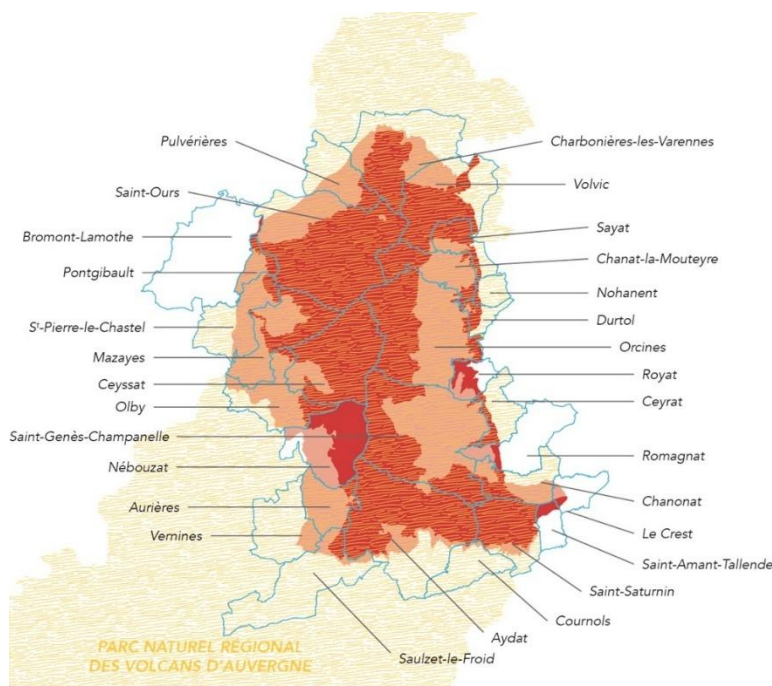 Pulvérières
Saint-Ours
Bromont-Lamothe
Pontgibault
Sᵗ-Pierre-le-Chastel
Mazayes
Ceyssat
Olby
Saint-Genès-Champanelle
Nébouzat
Aurières
Vernines
Charbonières-les-Varennes
Volvic
Sayat
Chanat-la-Mouteyre
Nohanent
Durtol
Orcines
Royat
Ceyrat
Romagnat
Chanonat
Le Crest
Saint-Amant-Tallende
Saint-Saturnin
Cournols
Aydat
Saulzet-le-Froid
PARC NATUREL RÉGIONAL
DES VOLCANS D'AUVERGNE